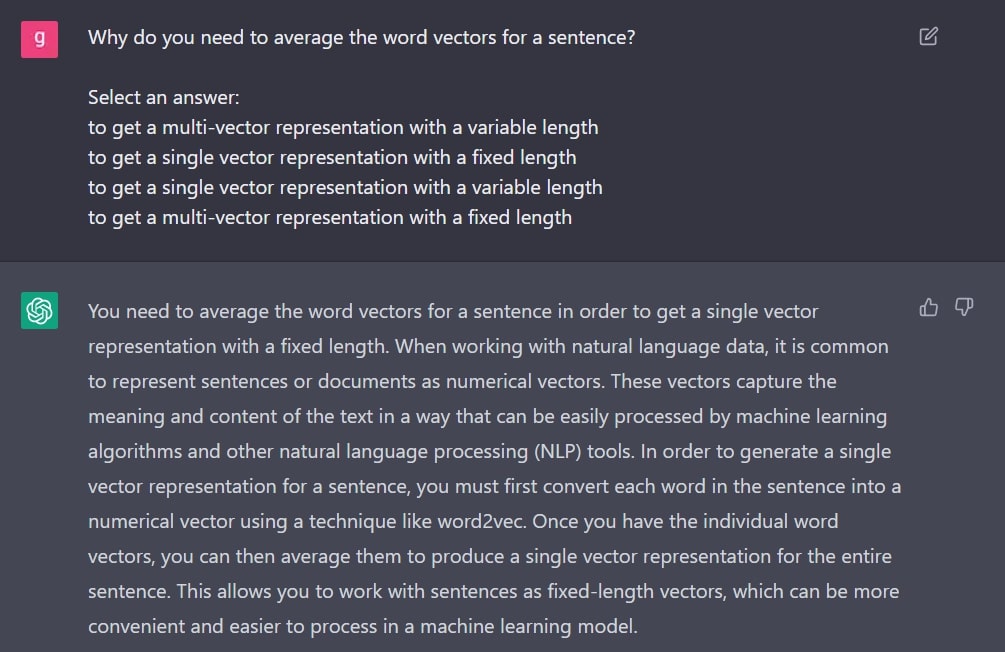 g
Why do you need to average the word vectors for a sentence?
Select an answer:
to get a multi-vector representation with a variable length
to get a single vector representation with a fixed length
to get a single vector representation with a variable length
to get a multi-vector representation with a fixed length
You need to average the word vectors for a sentence in order to get a single vector
representation with a fixed length. When working with natural language data, it is common
to represent sentences or documents as numerical vectors. These vectors capture the
meaning and content of the text in a way that can be easily processed by machine learning
algorithms and other natural language processing (NLP) tools. In order to generate a single
vector representation for a sentence, you must first convert each word in the sentence into a
numerical vector using a technique like word2vec. Once you have the individual word
vectors, you can then average them to produce a single vector representation for the entire
sentence. This allows you to work with sentences as fixed-length vectors, which can be more
convenient and easier to process in a machine learning model.